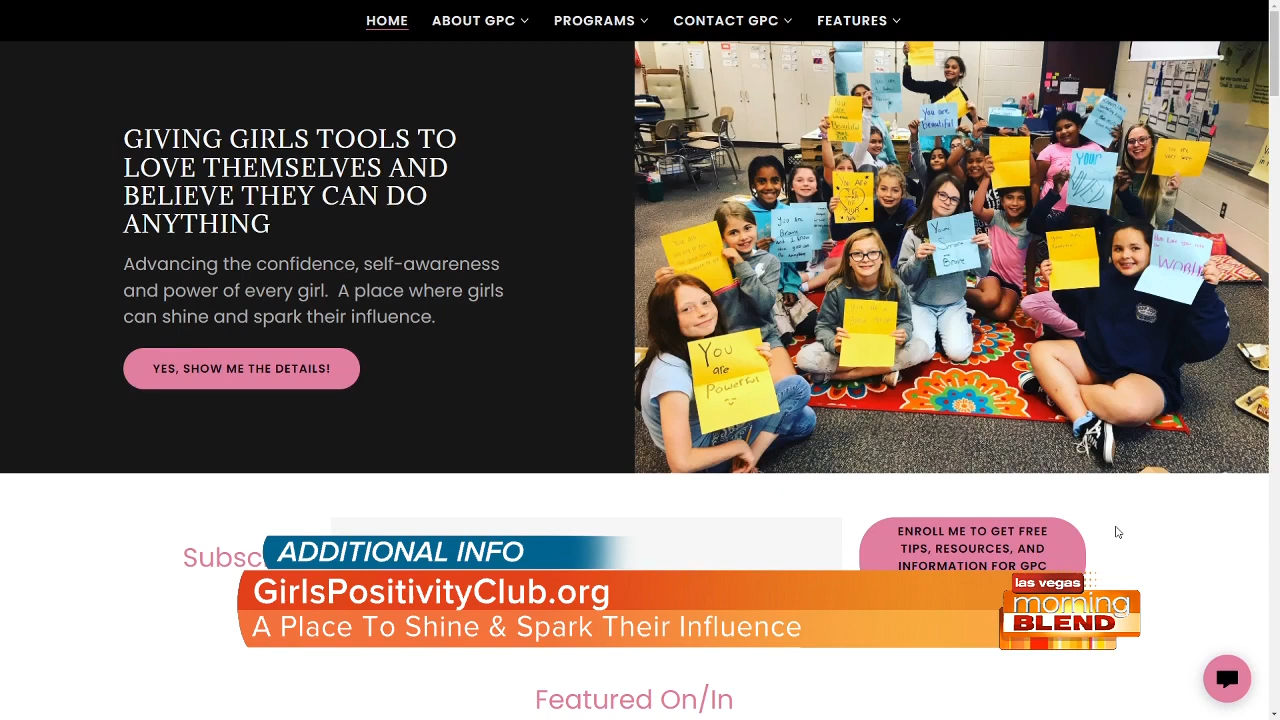 HOME ABOUT GPC PROGRAMS CONTACT GPC FEATURES
GIVING GIRLS TOOLS TO
LOVE THEMSELVES AND
BELIEVE THEY CAN DO
ANYTHING
Advancing the confidence, self-awareness
and power of every girl. A place where girls
can shine and spark their influence.
YES, SHOW ME THE DETAILS!
You are
beautiful
You are
Brave
You
are
Powerful
WORLD
ENROLL ME TO GET FREE
TIPS, RESOURCES, AND
INFORMATION FOR GPC
Subsc
ADDITIONAL INFO
GirlsPositivityClub.org
A Place To Shine & Spark Their Influence
las vegas
morning
BLEND
Featured On/In